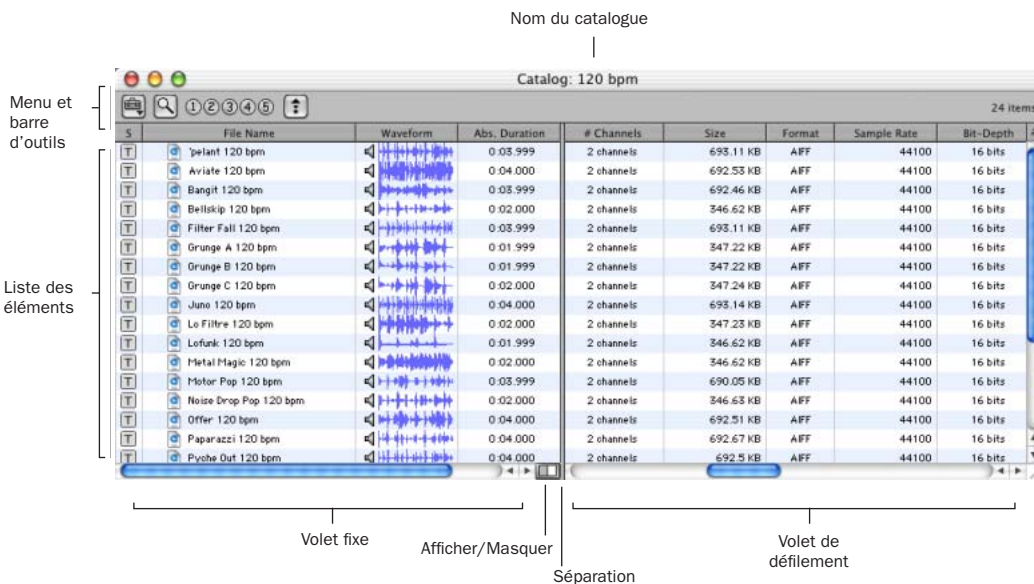 Nom du catalogue
Catalog: 120 bpm
Menu et
barre
d'outils
1 2 3 4 5
24 items
S File Name Waveform Abs. Duration # Channels Size Format Sample Rate Bit-Depth
T 'pelant 120 bpm 0:03.999 2 channels 693.11 KB AIFF 44100 16 bits
T Aviate 120 bpm 0:04.000 2 channels 692.53 KB AIFF 44100 16 bits
T Bangit 120 bpm 0:03.999 2 channels 692.46 KB AIFF 44100 16 bits
T Bellskip 120 bpm 0:02.000 2 channels 346.62 KB AIFF 44100 16 bits
T Filter Fall 120 bpm 0:03.999 2 channels 693.11 KB AIFF 44100 16 bits
T Grunge A 120 bpm 0:01.999 2 channels 347.22 KB AIFF 44100 16 bits
T Grunge B 120 bpm 0:01.999 2 channels 347.22 KB AIFF 44100 16 bits
T Grunge C 120 bpm 0:02.000 2 channels 347.24 KB AIFF 44100 16 bits
Liste des
éléments
T Juno 120 bpm 0:04.000 2 channels 693.14 KB AIFF 44100 16 bits
T Lo Filtre 120 bpm 0:02.000 2 channels 347.23 KB AIFF 44100 16 bits
T Lofunk 120 bpm 0:01.999 2 channels 346.62 KB AIFF 44100 16 bits
T Metal Magic 120 bpm 0:02.000 2 channels 346.62 KB AIFF 44100 16 bits
T Motor Pop 120 bpm 0:03.999 2 channels 690.05 KB AIFF 44100 16 bits
T Noise Drop Pop 120 bpm 0:02.000 2 channels 346.63 KB AIFF 44100 16 bits
T Offer 120 bpm 0:04.000 2 channels 692.51 KB AIFF 44100 16 bits
T Paparazzi 120 bpm 0:04.000 2 channels 692.67 KB AIFF 44100 16 bits
T Pyche Out 120 bpm 0:04.000 2 channels 692.5 KB AIFF 44100 16 bits
Volet fixe
Afficher/Masquer
Séparation
Volet de
défilement